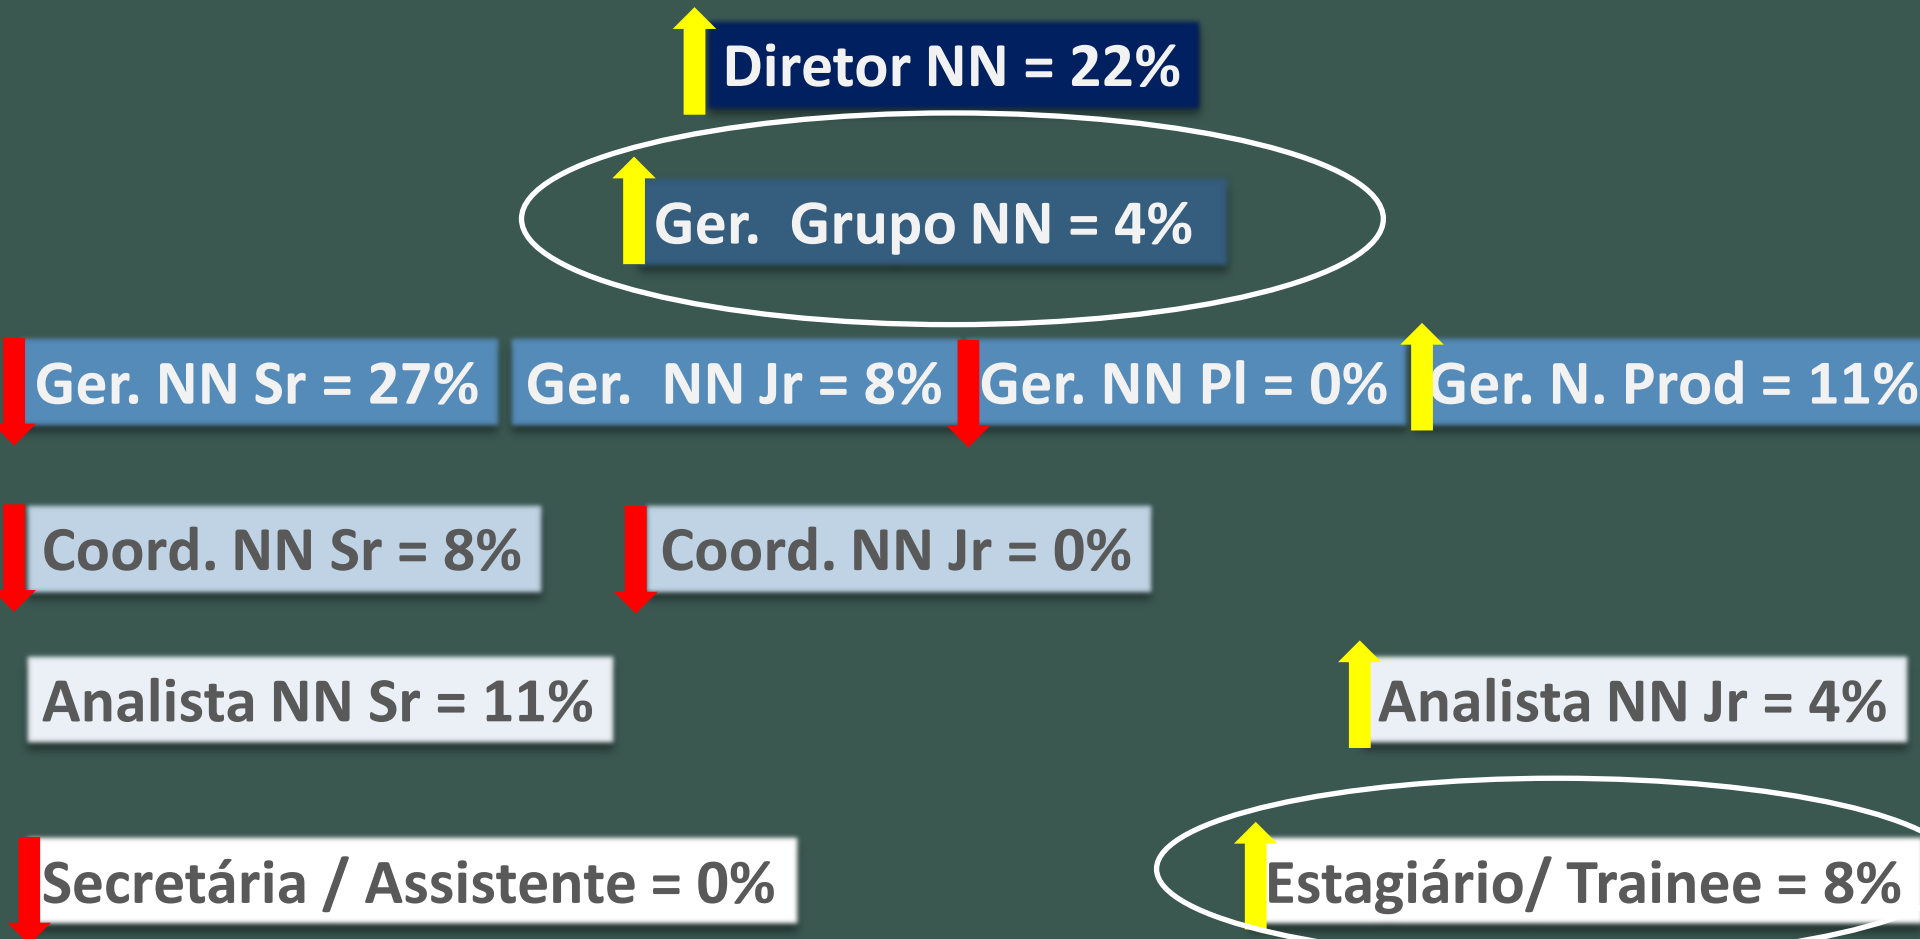 Diretor NN = 22%
Ger. Grupo NN = 4%
Ger. NN Sr = 27%
Ger. NN Jr = 8%
Ger. NN Pl = 0%
Ger. N. Prod = 11%
Coord. NN Sr = 8%
Coord. NN Jr = 0%
Analista NN Sr = 11%
Analista NN Jr = 4%
Secretária / Assistente = 0%
Estagiário/ Trainee = 8%